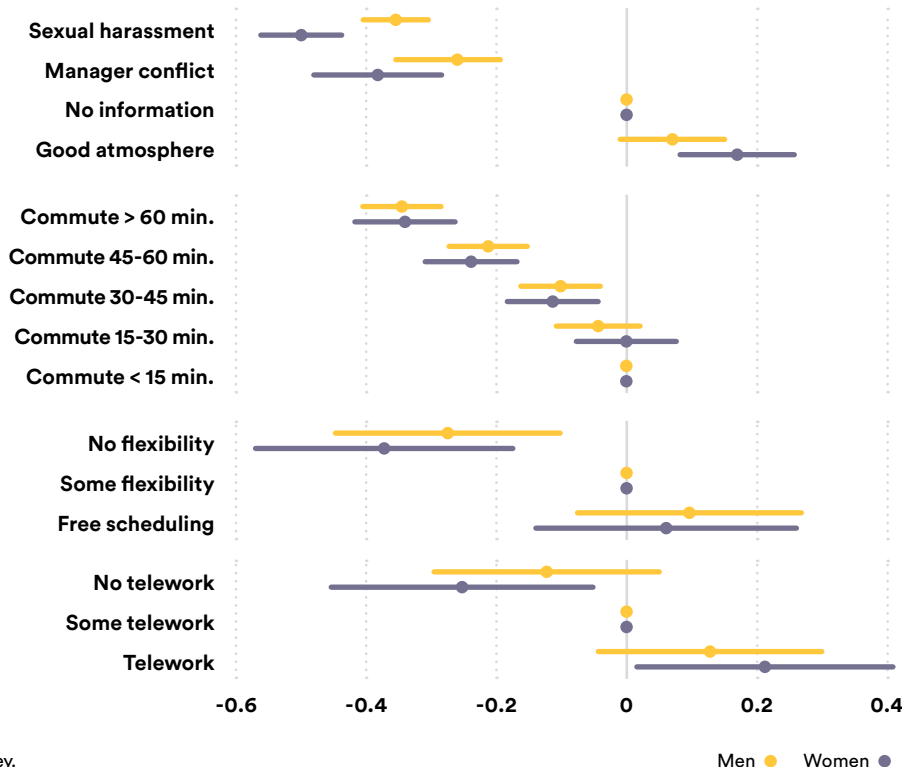 Sexual harassment
Manager conflict
No information
Good atmosphere
Commute > 60 min.
Commute 45-60 min.
Commute 30-45 min.
Commute 15-30 min.
Commute < 15 min.
No flexibility
Some flexibility
Free scheduling
No telework
Some telework
Telework
-0.6 -0.4 -0.2 0 0.2 0.4
ev. Men Women